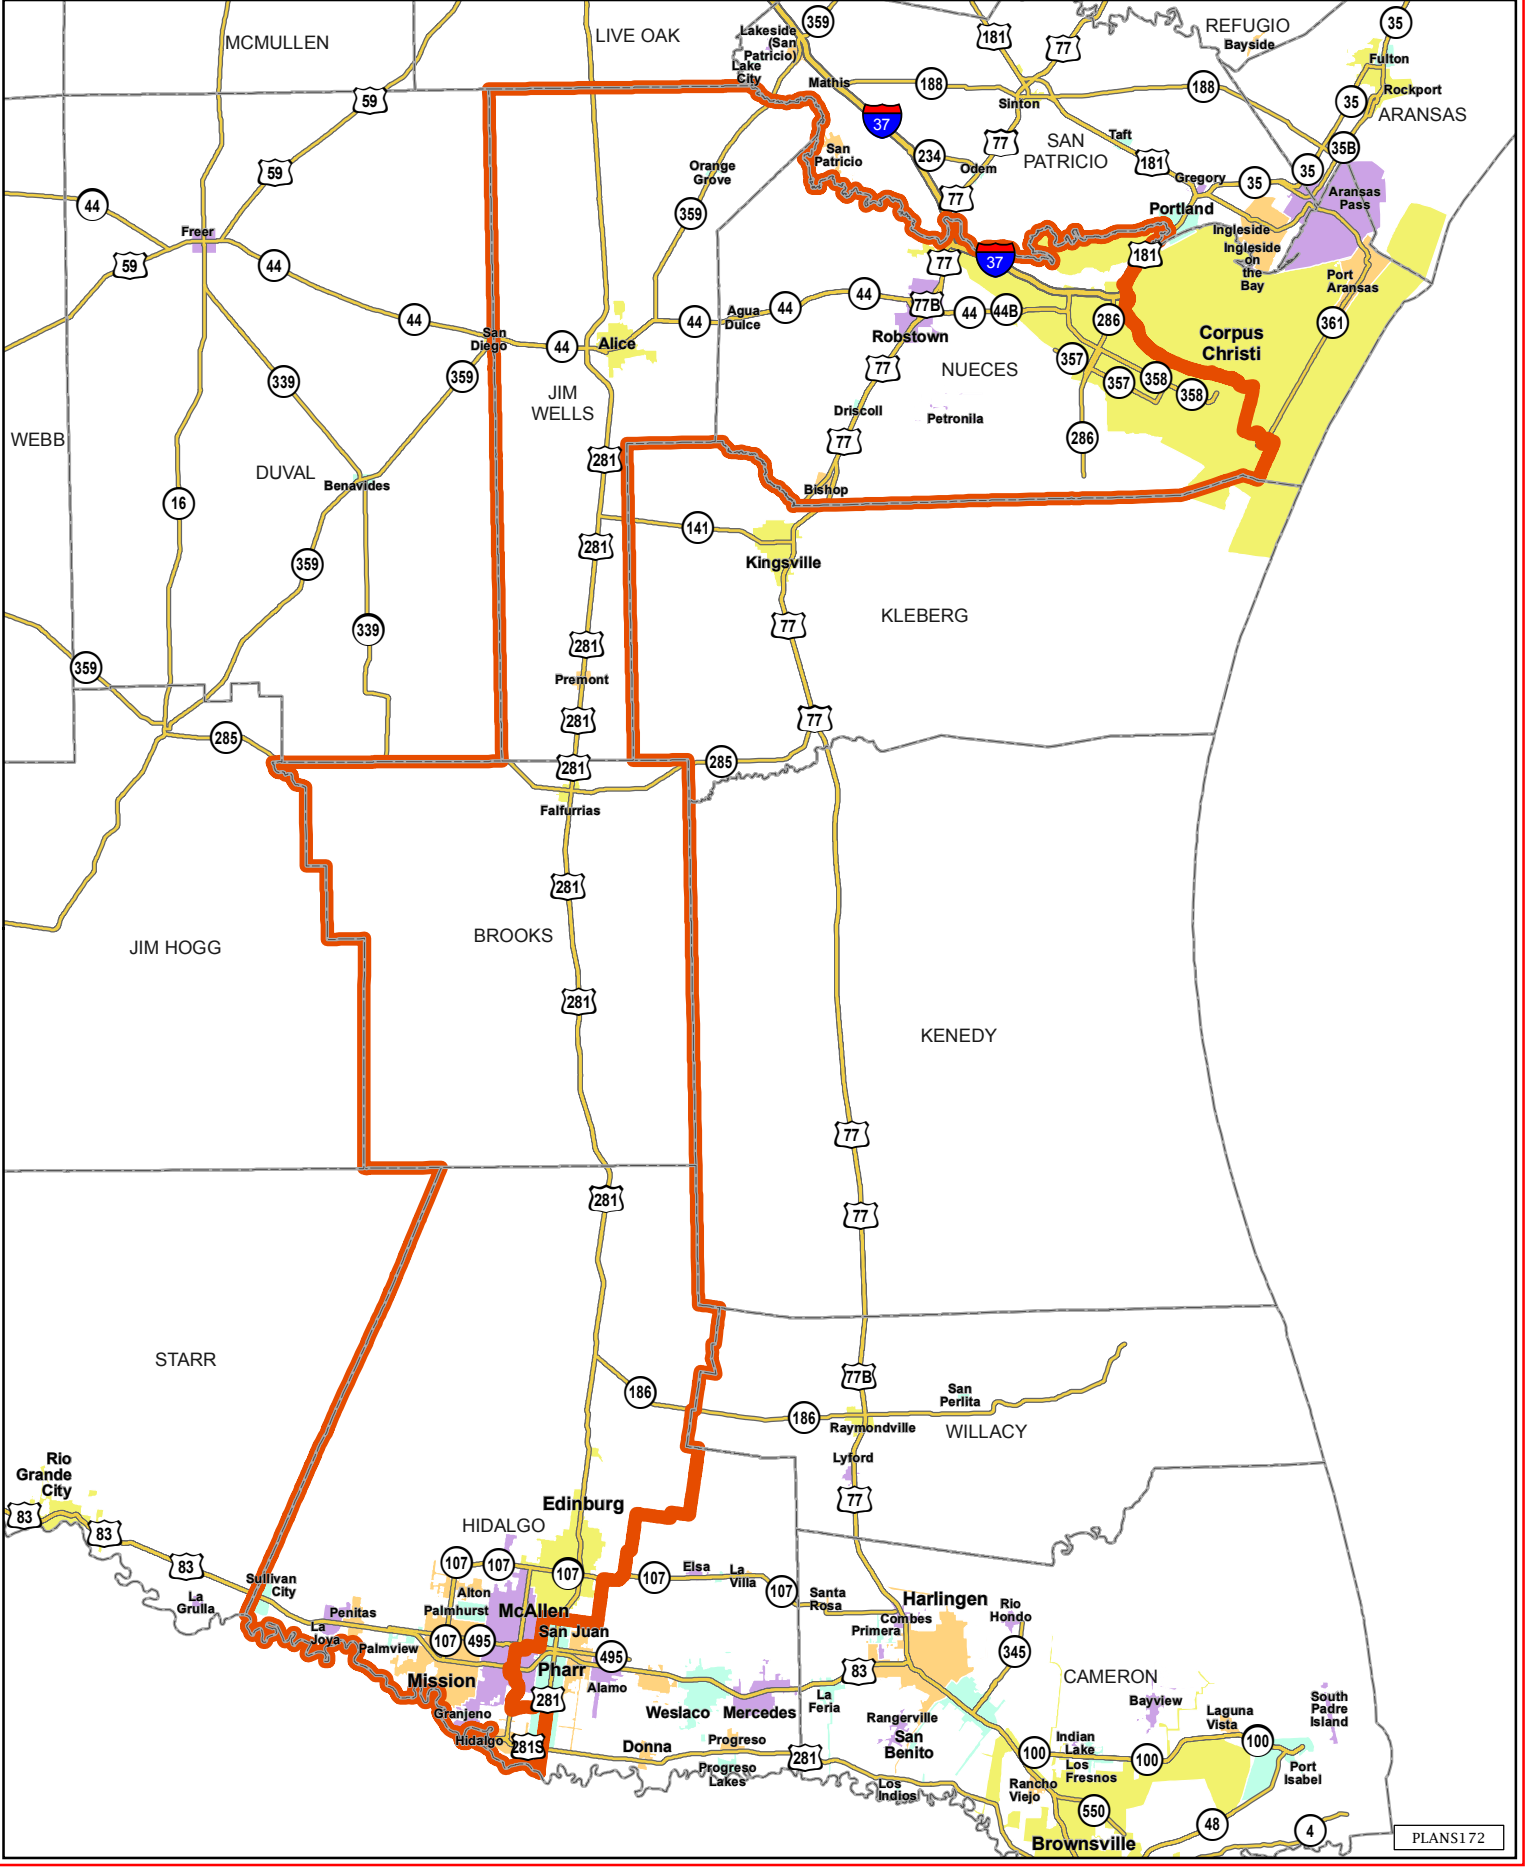 MCMULLEN
LIVE OAK
Lakeside
(San
Patricio)
359
181
77
REFUGIO
Bayside
35
Fulton
Lake
City
Mathis
188
188
Sinton
Rockport
35
ARANSAS
59
37
77
SAN
PATRICIO
Taft
181
35B
59
Orange
Grove
San
Patricio
234
Odem
35
Gregory
35
Aransas
Pass
44
359
77
Portland
Ingleside
Ingleside
on
the
Bay
Freer
59
44
77
37
181
Port
Aransas
44
San
Diego
44
Alice
44
Agua
Dulce
44
44
77B
44
44B
286
361
Robstown
Corpus
Christi
339
359
JIM
WELLS
77
NUECES
357
357
358
358
Driscoll
Petronila
WEBB
DUVAL
Benavides
281
77
286
16
Bishop
141
281
359
Kingsville
339
77
KLEBERG
281
359
Premont
281
77
285
281
285
Falfurrias
281
JIM HOGG
BROOKS
281
KENEDY
77
281
77
STARR
77B
186
San
Perlita
186
Raymondville
WILLACY
Rio
Grande
City
Lyford
77
83
83
Edinburg
HIDALGO
83
107
107
107
107
Elsa
La
Villa
107
Sullivan
City
La
Grulla
Alton
Penitas
Palmhurst
McAllen
Santa
Rosa
Harlingen
Combes
Primera
Rio
Hondo
La
Joya
Palmview
107
495
San Juan
495
345
Mission
Pharr
Alamo
83
CAMERON
Granjeno
281
Weslaco
Mercedes
La
Feria
Rangerville
San
Benito
Bayview
Laguna
Vista
South
Padre
Island
Hidalgo
281S
Donna
Progreso
Progreso
Lakes
281
Los
Indios
100
Indian
Lake
Los
Fresnos
100
100
Port
Isabel
Rancho
Viejo
550
48
4
Brownsville
PLANS172